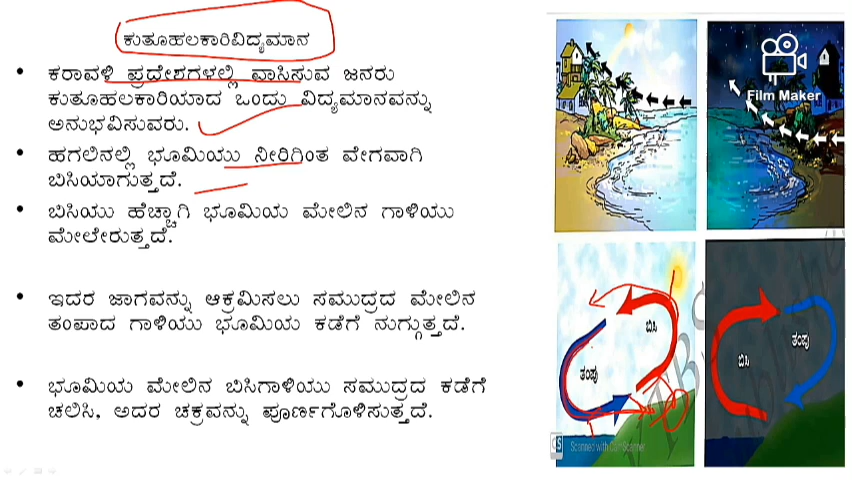 ಕುತೂಹಲಕಾರಿವಿದ್ಯಮಾನ
• ಕರಾವಳಿ ಪ್ರದೇಶಗಳಲ್ಲಿ ವಾಸಿಸುವ ಜನರು
ಕುತೂಹಲಕಾರಿಯಾದ ಒಂದು ವಿದ್ಯಮಾನವನ್ನು
ಅನುಭವಿಸುವರು.
• ಹಗಲಿನಲ್ಲಿ ಭೂಮಿಯು ನೀರಿಗಿಂತ ವೇಗವಾಗಿ
ಬಿಸಿಯಾಗುತ್ತದೆ.
• ಬಿಸಿಯು ಹೆಚ್ಚಾಗಿ ಭೂಮಿಯ ಮೇಲಿನ ಗಾಳಿಯು
ಮೇಲೇರುತ್ತದೆ.
• ಇದರ ಜಾಗವನ್ನು ಆಕ್ರಮಿಸಲು ಸಮುದ್ರದ ಮೇಲಿನ
ತಂಪಾದ ಗಾಳಿಯು ಭೂಮಿಯ ಕಡೆಗೆ ನುಗ್ಗುತ್ತದೆ.
• ಭೂಮಿಯ ಮೇಲಿನ ಬಿಸಿಗಾಳಿಯು ಸಮುದ್ರದ ಕಡೆಗೆ
ಚಲಿಸಿ, ಅದರ ಚಕ್ರವನ್ನು ಪೂರ್ಣಗೊಳಿಸುತ್ತದೆ.
Film Maker
ಬಿಸಿ
ತಂಪು
ಬಿಸಿ
ತಂಪು
CS Scanned with CamScanner